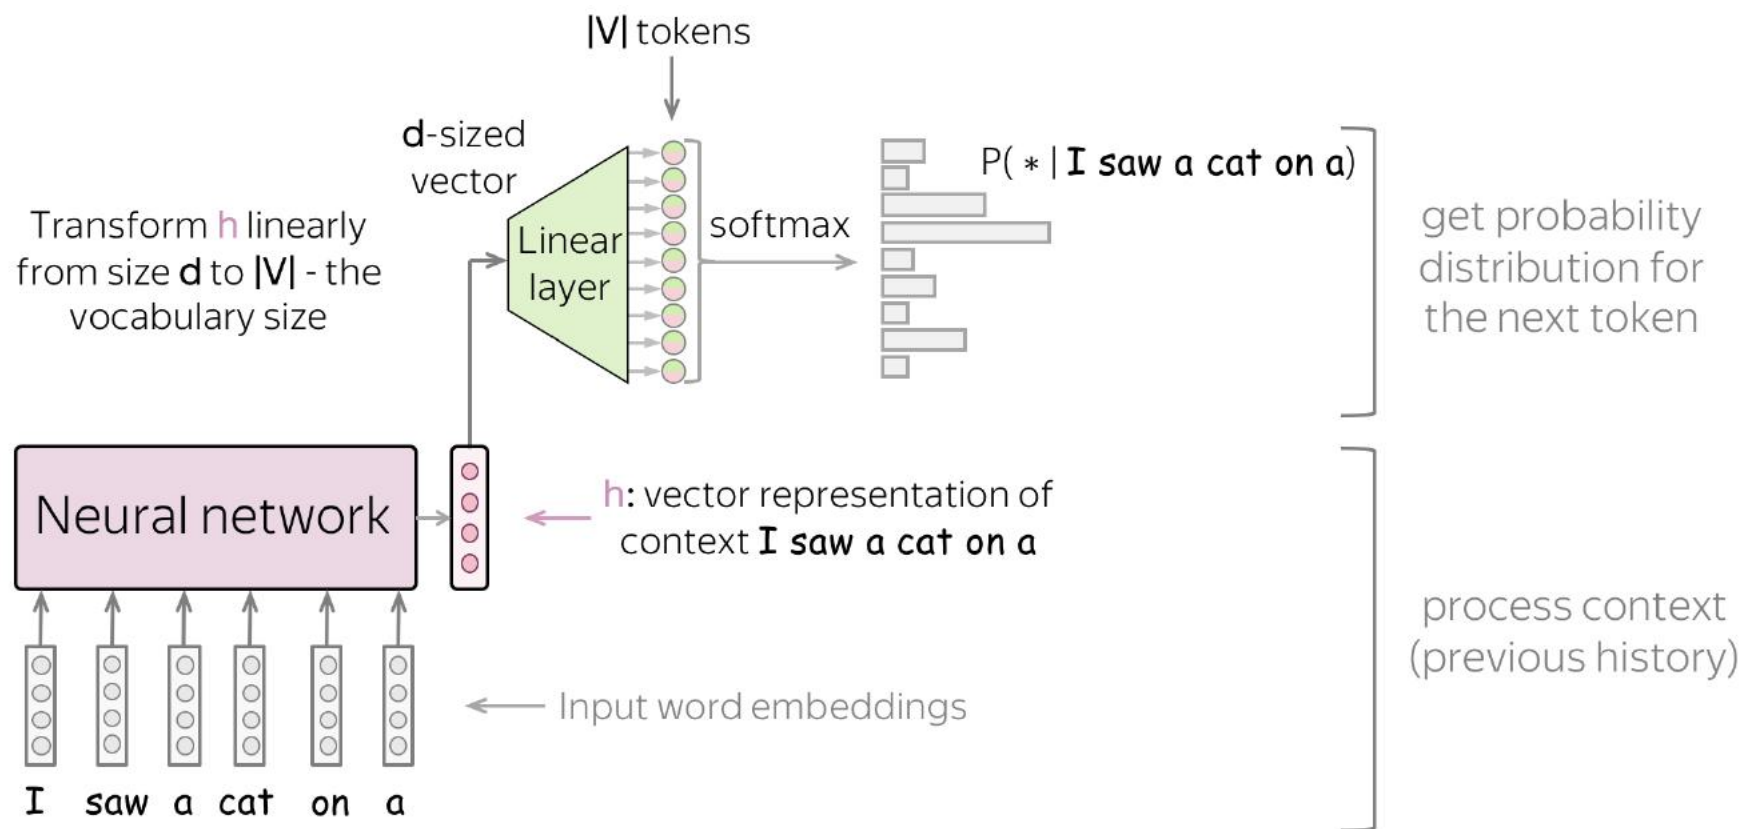 |V| tokens
d-sized
vector
Transform h linearly
from size d to |V| - the
vocabulary size
Linear
layer
softmax
P( * | I saw a cat on a)
get probability
distribution for
the next token
Neural network
h: vector representation of
context I saw a cat on a
process context
(previous history)
Input word embeddings
I saw a cat on a